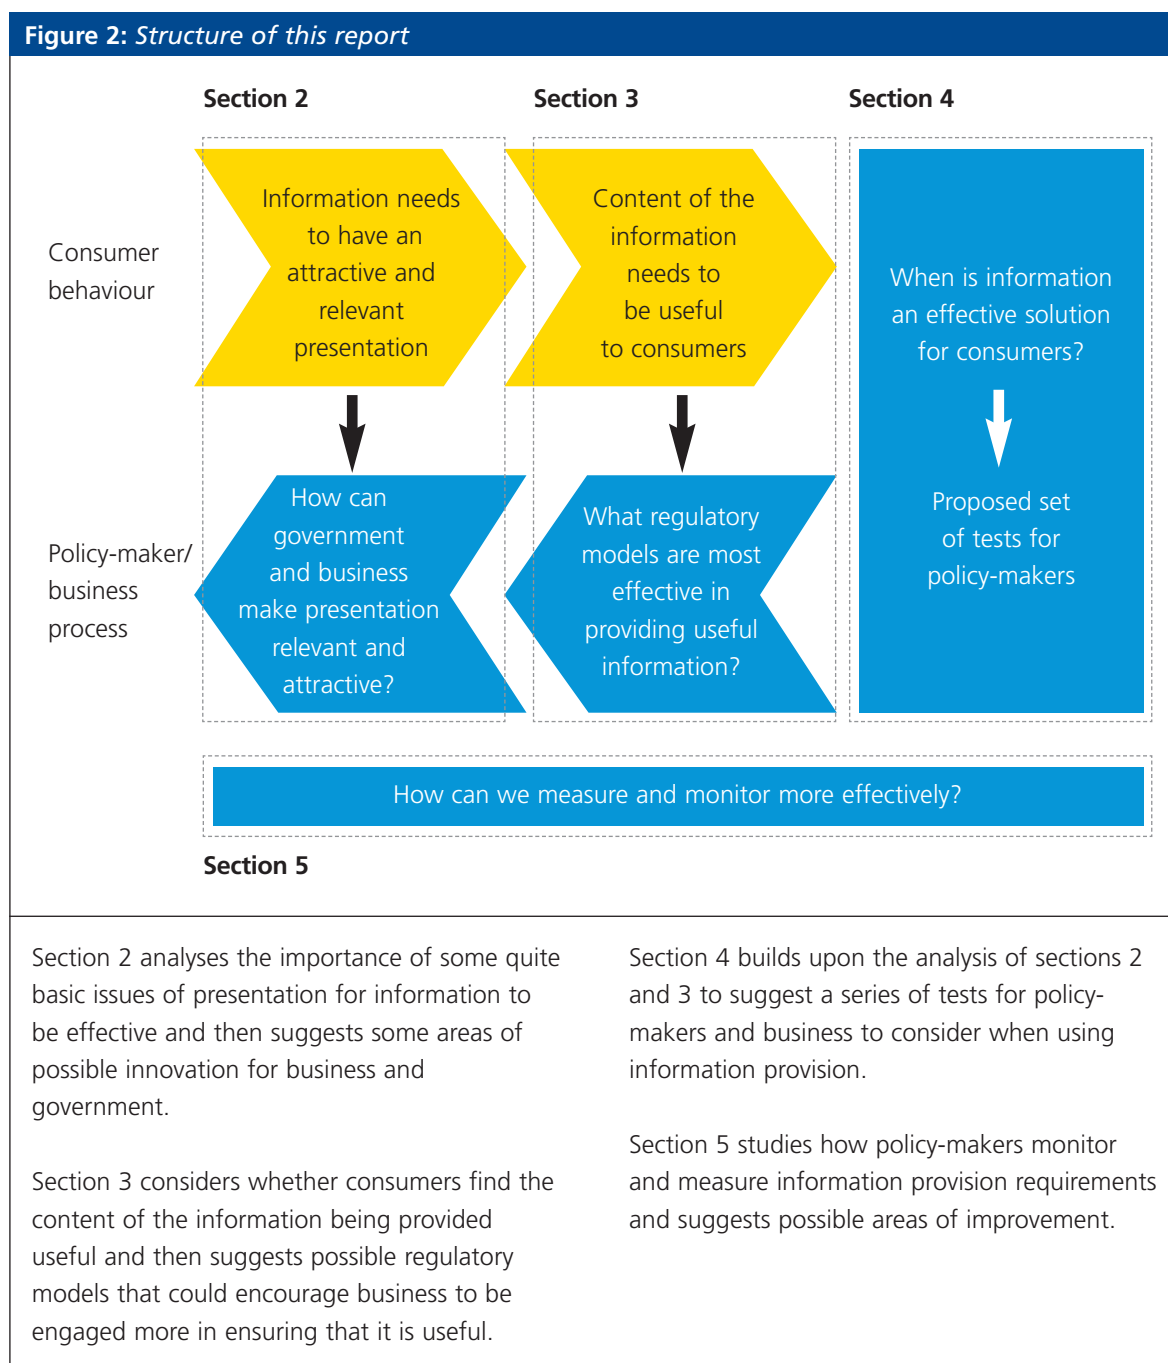 Figure 2: Structure of this report
Section 2
Section 3
Section 4
Consumer
behaviour
Information needs
to have an
attractive and
relevant
presentation
Content of the
information
needs to
be useful
to consumers
When is information
an effective solution
for consumers?
Policy-maker/
business
process
How can
government
and business
make presentation
relevant and
attractive?
What regulatory
models are most
effective in
providing useful
information?
Proposed set
of tests for
policy-makers
How can we measure and monitor more effectively?
Section 5
Section 2 analyses the importance of some quite
basic issues of presentation for information to
be effective and then suggests some areas of
possible innovation for business and
government.
Section 3 considers whether consumers find the
content of the information being provided
useful and then suggests possible regulatory
models that could encourage business to be
engaged more in ensuring that it is useful.
Section 4 builds upon the analysis of sections 2
and 3 to suggest a series of tests for policy-
makers and business to consider when using
information provision.
Section 5 studies how policy-makers monitor
and measure information provision requirements
and suggests possible areas of improvement.